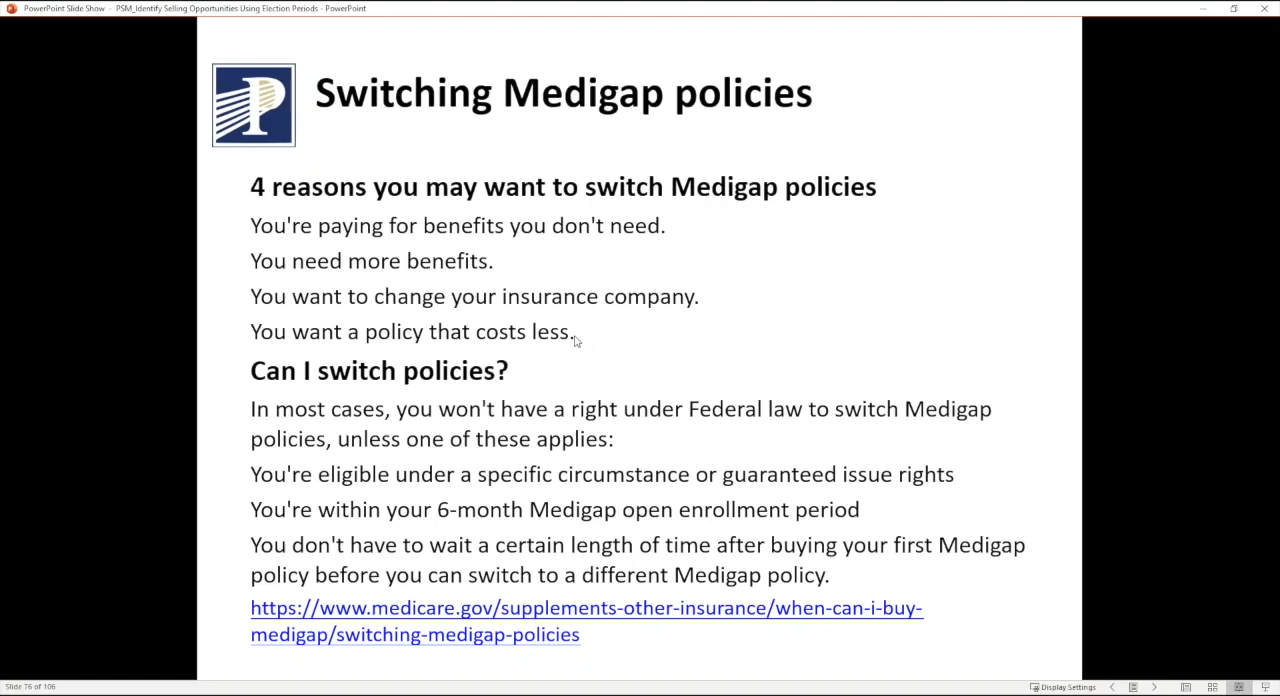 PowerPoint Slide Show - PSM_Identify Selling Opportunities Using Election Periods - PowerPoint
P
Switching Medigap policies
4 reasons you may want to switch Medigap policies
You're paying for benefits you don't need.
You need more benefits.
You want to change your insurance company.
You want a policy that costs less.
Can I switch policies?
In most cases, you won't have a right under Federal law to switch Medigap
policies, unless one of these applies:
You're eligible under a specific circumstance or guaranteed issue rights
You're within your 6-month Medigap open enrollment period
You don't have to wait a certain length of time after buying your first Medigap
policy before you can switch to a different Medigap policy.
https://www.medicare.gov/supplements-other-insurance/when-can-i-buy-
medigap/switching-medigap-policies
Slide 76 of 106
Display Settings